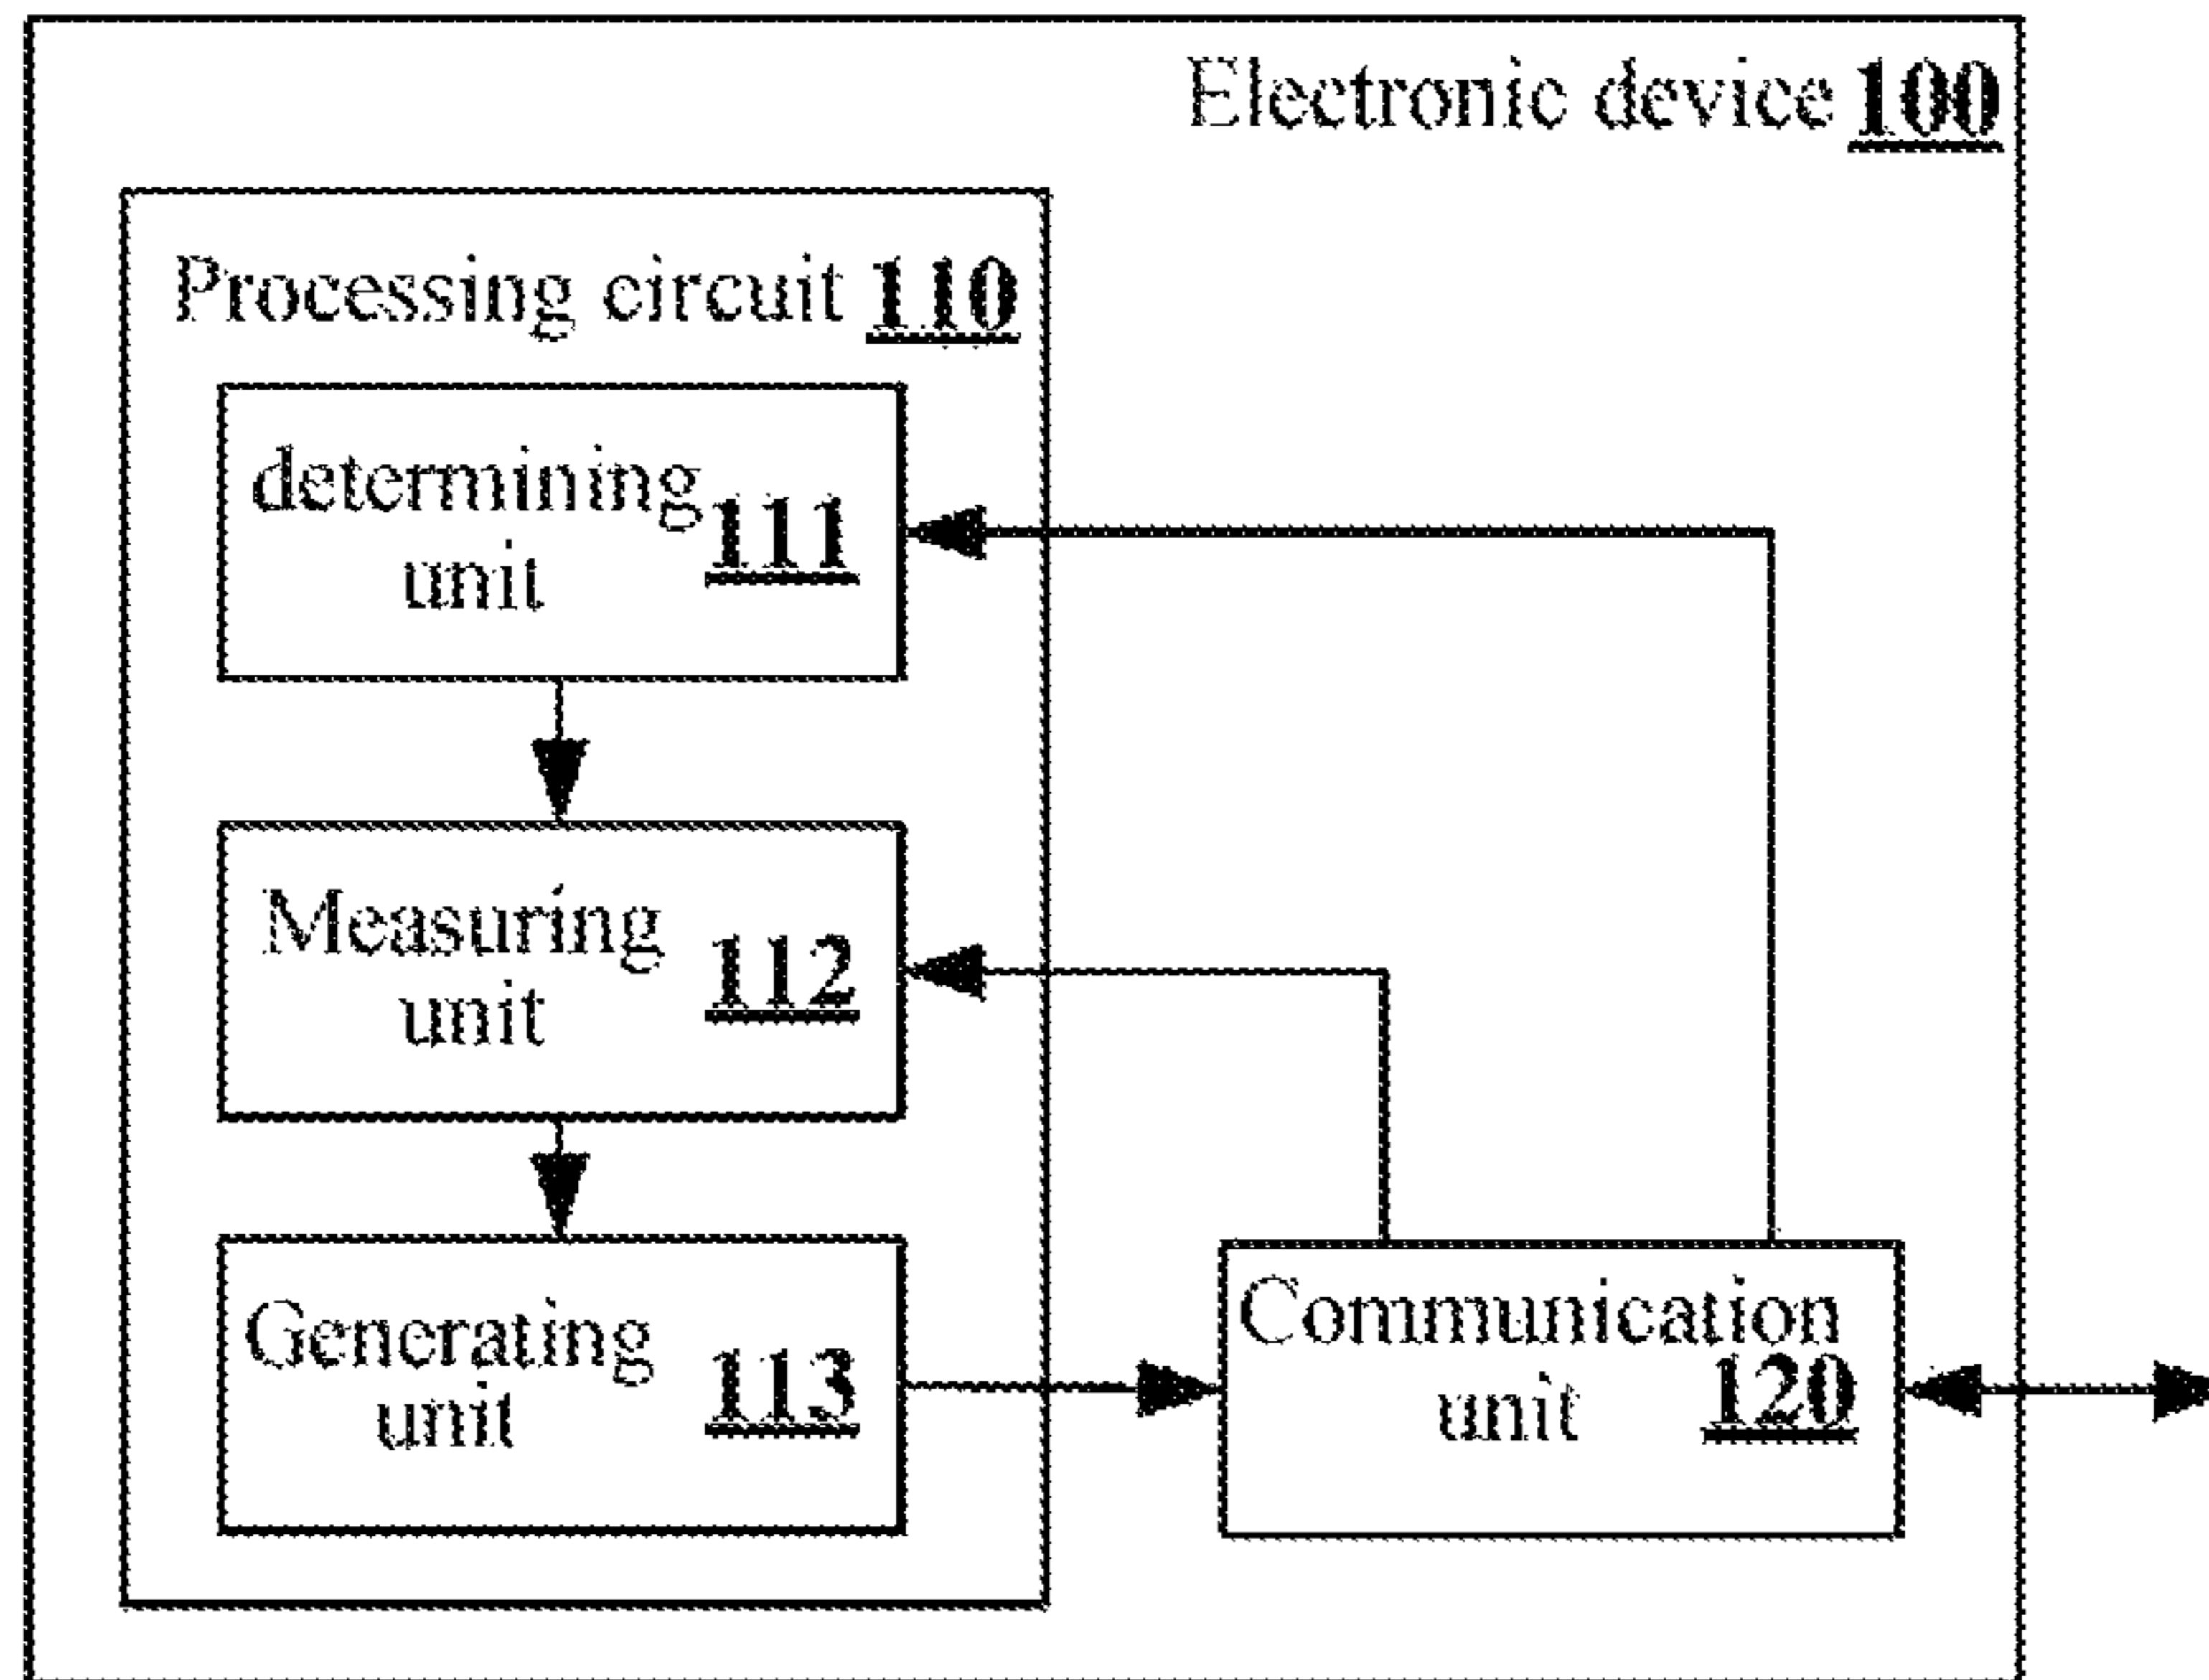 Electronic device 100
Processing circuit 110
determining
unit 111
Measuring
unit 112
Generating
unit 113
Communication
unit 120